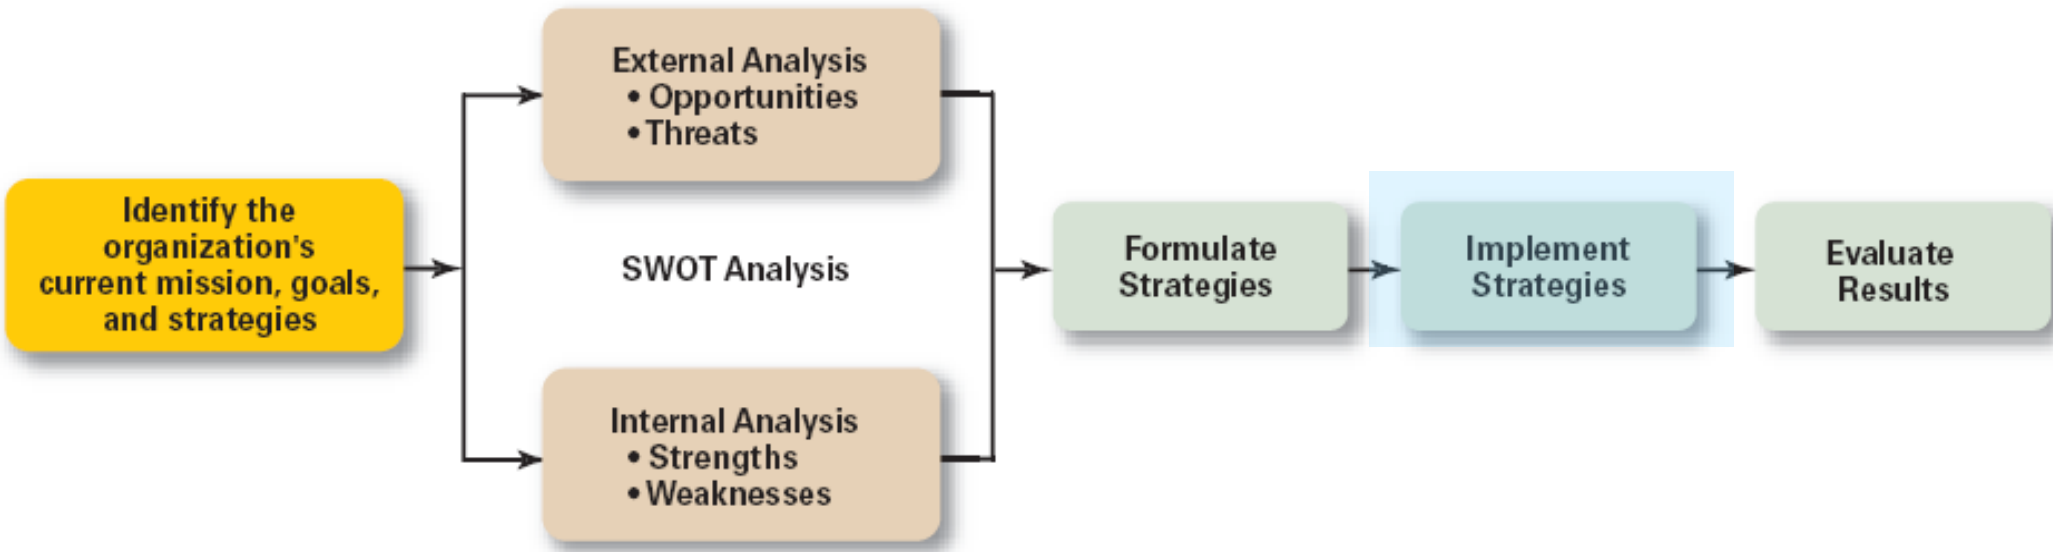 Identify the
organization's
current mission, goals,
and strategies
External Analysis
• Opportunities
• Threats
SWOT Analysis
Internal Analysis
• Strengths
• Weaknesses
Formulate
Strategies
Implement
Strategies
Evaluate
Results